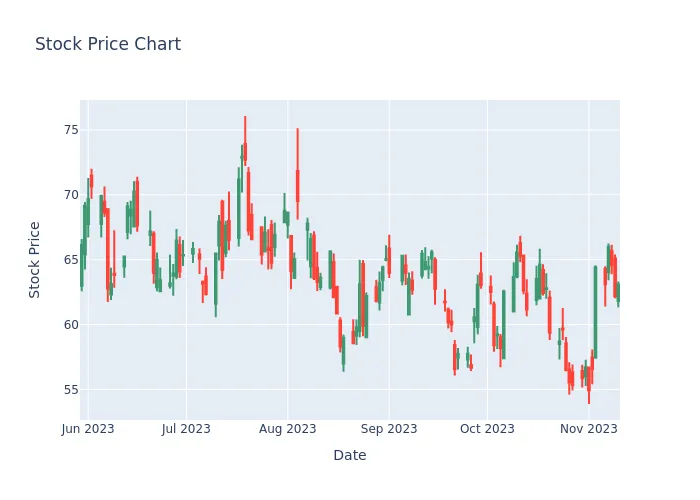 Stock Price Chart
Stock Price
75
70
65
60
55
Jun 2023
Jul 2023
Aug 2023
Sep 2023
Oct 2023
Nov 2023
Date